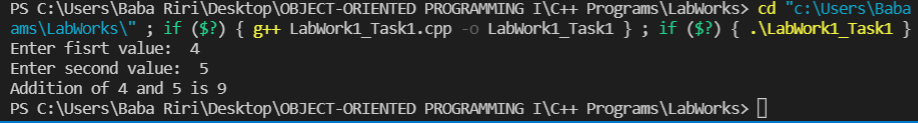 PS C:\Users\Baba Riri\Desktop\OBJECT-ORIENTED PROGRAMMING I\C++ Programs\LabWorks> cd "c:\Users\Baba
ams\LabWorks\" ; if ($?) { g++ LabWork1_Task1.cpp -o LabWork1_Task1 } ; if ($?) { .\LabWork1_Task1 }
Enter fisrt value:  4
Enter second value:  5
Addition of 4 and 5 is 9
PS C:\Users\Baba Riri\Desktop\OBJECT-ORIENTED PROGRAMMING I\C++ Programs\LabWorks>